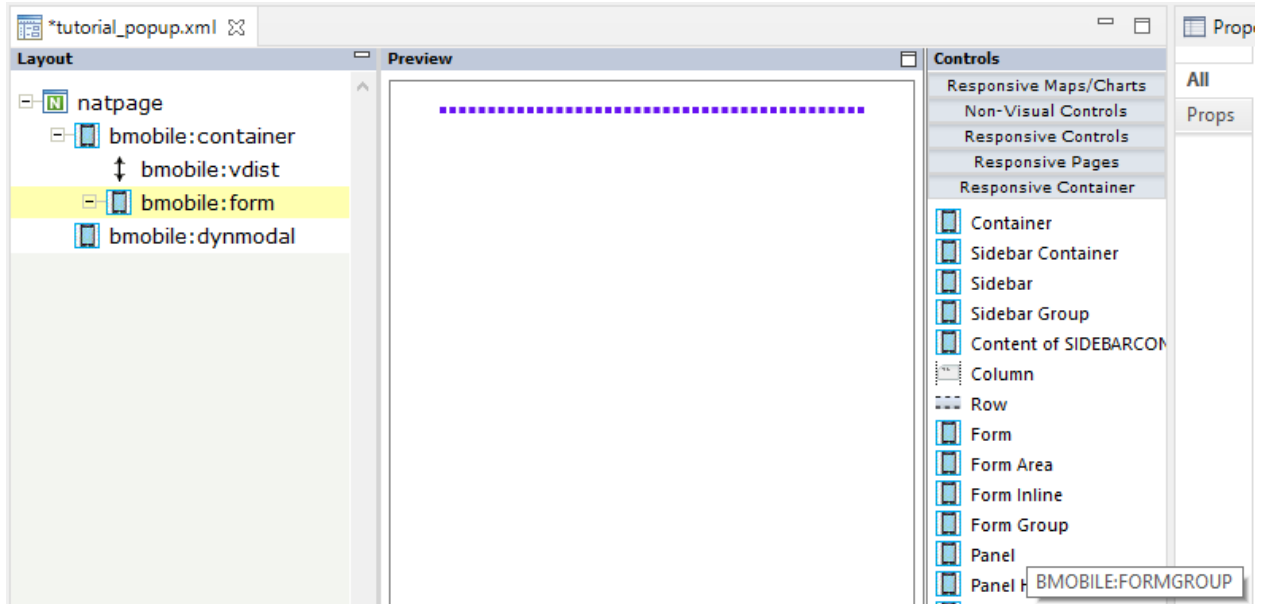 *tutorial_popup.xml
Prope
Layout
Preview
Controls
natpage
bmobile:container
bmobile:vdist
bmobile:form
bmobile:dynmodal
Responsive Maps/Charts
Non-Visual Controls
Responsive Controls
Responsive Pages
Responsive Container
Container
Sidebar Container
Sidebar
Sidebar Group
Content of SIDEBARCON
Column
Row
Form
Form Area
Form Inline
Form Group
Panel
Panel H
BMOBILE:FORMGROUP
All
Props